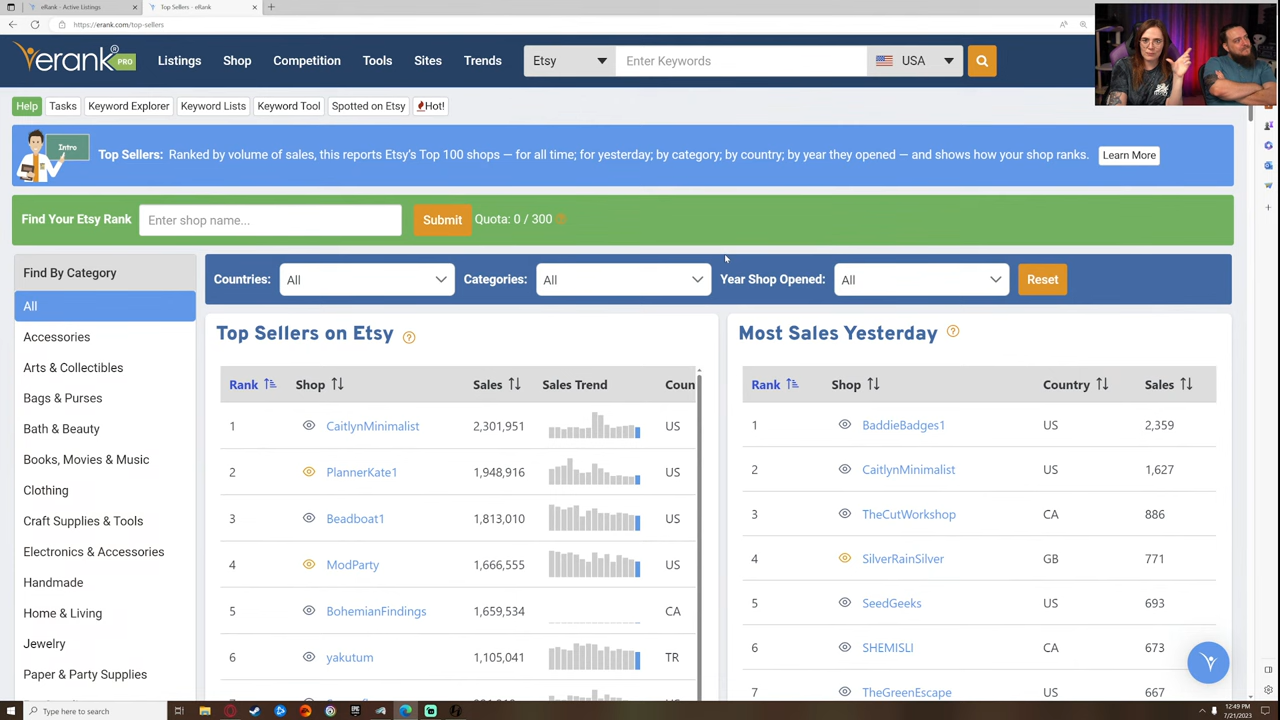 eRank - Active Listings
Top Sellers - eRank
https://erank.com/top-sellers
erank PRO
Listings
Shop
Competition
Tools
Sites
Trends
Etsy
Enter Keywords
USA
Help
Tasks
Keyword Explorer
Keyword Lists
Keyword Tool
Spotted on Etsy
Hot!
Intro
Top Sellers: Ranked by volume of sales, this reports Etsy's Top 100 shops — for all time; for yesterday; by category; by country; by year they opened — and shows how your shop ranks.
Learn More
Find Your Etsy Rank
Enter shop name...
Submit
Quota: 0 / 300
Find By Category
All
Accessories
Arts & Collectibles
Bags & Purses
Bath & Beauty
Books, Movies & Music
Clothing
Craft Supplies & Tools
Electronics & Accessories
Handmade
Home & Living
Jewelry
Paper & Party Supplies
Countries: All
Categories: All
Year Shop Opened: All
Reset
Top Sellers on Etsy
Rank Shop Sales Sales Trend Coun
1 CaitlynMinimalist 2,301,951 US
2 PlannerKate1 1,948,916 US
3 Beadboat1 1,813,010 US
4 ModParty 1,666,555 US
5 BohemianFindings 1,659,534 CA
6 yakutum 1,105,041 TR
Most Sales Yesterday
Rank Shop Country Sales
1 BaddieBadges1 US 2,359
2 CaitlynMinimalist US 1,627
3 TheCutWorkshop CA 886
4 SilverRainSilver GB 771
5 SeedGeeks US 693
6 SHEMISLI CA 673
7 TheGreenEscape US 667
Type here to search
12:49 PM
7/21/2023